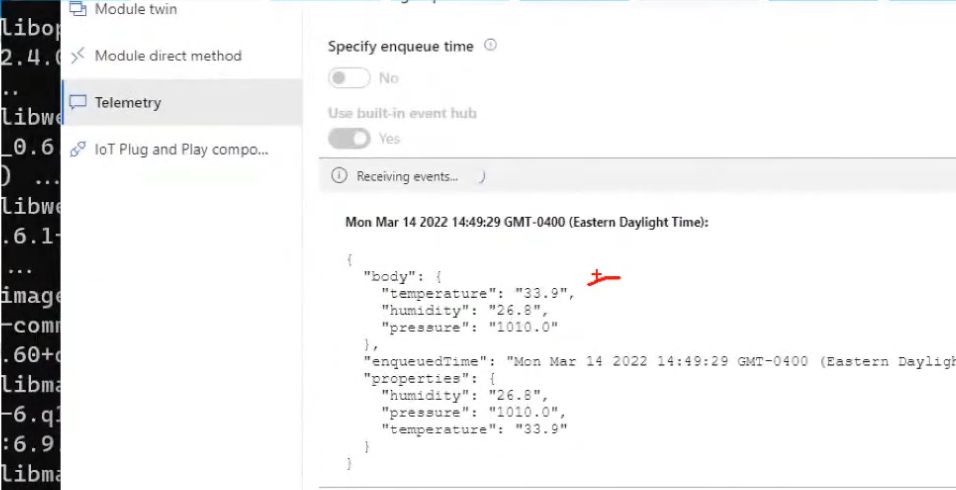 Module twin
Module direct method
Telemetry
IoT Plug and Play compo...
Specify enqueue time
No
Use built-in event hub
Yes
Receiving events...
Mon Mar 14 2022 14:49:29 GMT-0400 (Eastern Daylight Time):
{
"body": {
"temperature": "33.9",
"humidity": "26.8",
"pressure": "1010.0"
},
"enqueuedTime": "Mon Mar 14 2022 14:49:29 GMT-0400 (Eastern Dayligh
"properties": {
"humidity": "26.8",
"pressure": "1010.0",
"temperature": "33.9"
}
}
libop
2.4.0
..
libwe
_0.6
) ...
libwe
.6.1-
...
image
-comm
.60+d
libma
-6.q1
:6.9
libma